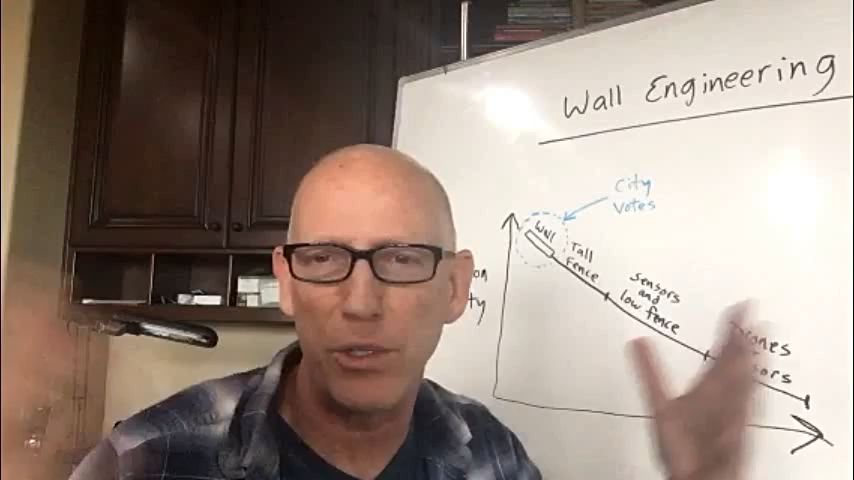 Wall Engineering
City
Votes
Wall
Tall
Fence
Sensors
and
low fence